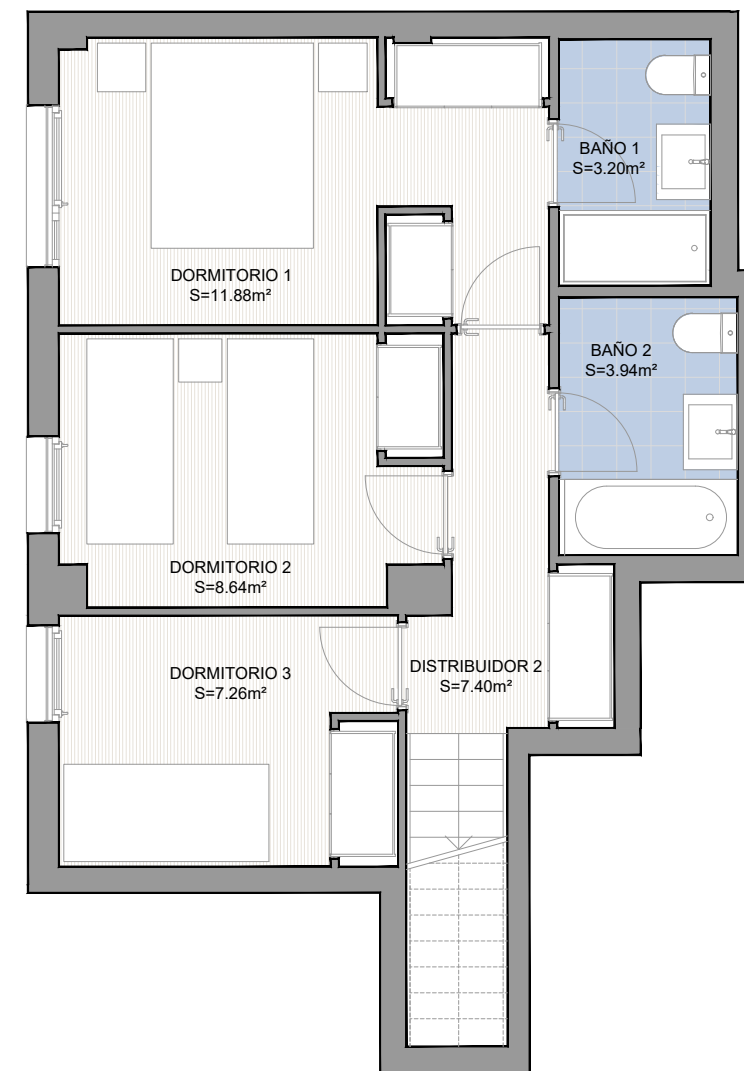 BAÑO 1
S=3.20m²
DORMITORIO 1
S=11.88m²
BAÑO 2
S=3.94m²
DORMITORIO 2
S=8.64m²
DORMITORIO 3
S=7.26m²
DISTRIBUIDOR 2
S=7.40m²